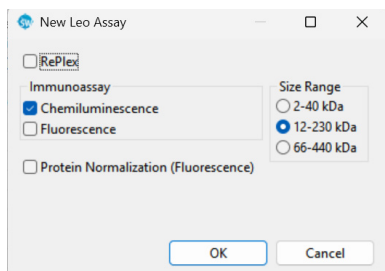 New Leo Assay
RePlex
Immunoassay
Chemiluminescence
Fluorescence
Size Range
2-40 kDa
12-230 kDa
66-440 kDa
Protein Normalization (Fluorescence)
OK
Cancel